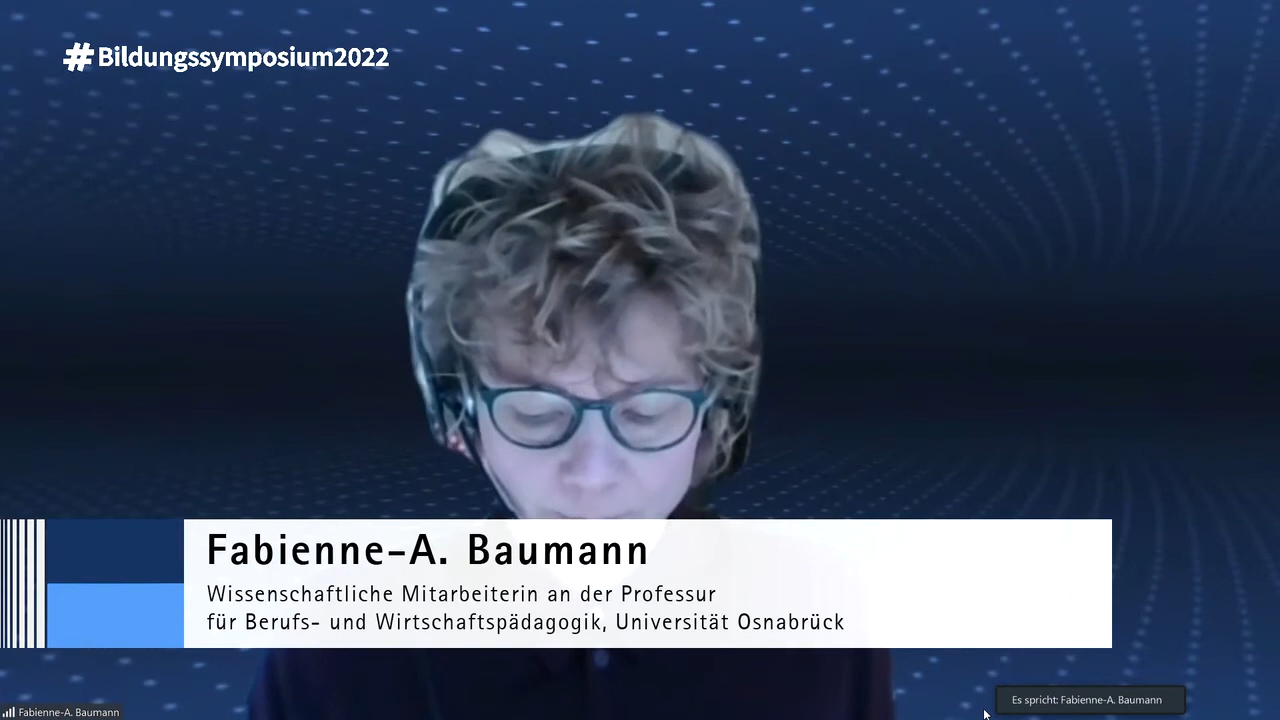 #Bildungssymposium2022
Fabienne-A. Baumann
Wissenschaftliche Mitarbeiterin an der Professur
für Berufs- und Wirtschaftspädagogik, Universität Osnabrück
Es spricht: Fabienne-A. Baumann
Fabienne-A. Baumann